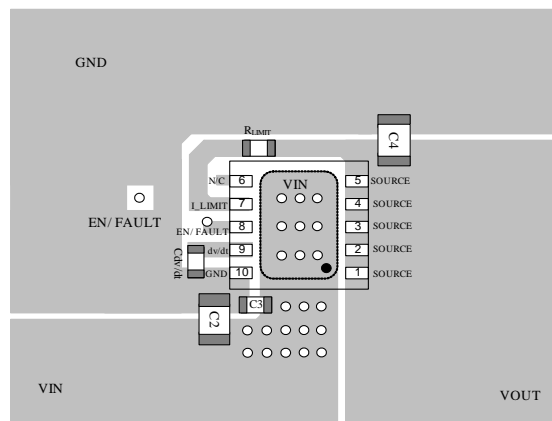 GND
R_LIMIT
C4
N/C 6
VIN
5 SOURCE
I_LIMIT 7
4 SOURCE
EN/ FAULT
EN/ FAULT 8
3 SOURCE
Cdv/dt
dv/dt 9
2 SOURCE
GND 10
1 SOURCE
C3
C2
VIN
VOUT